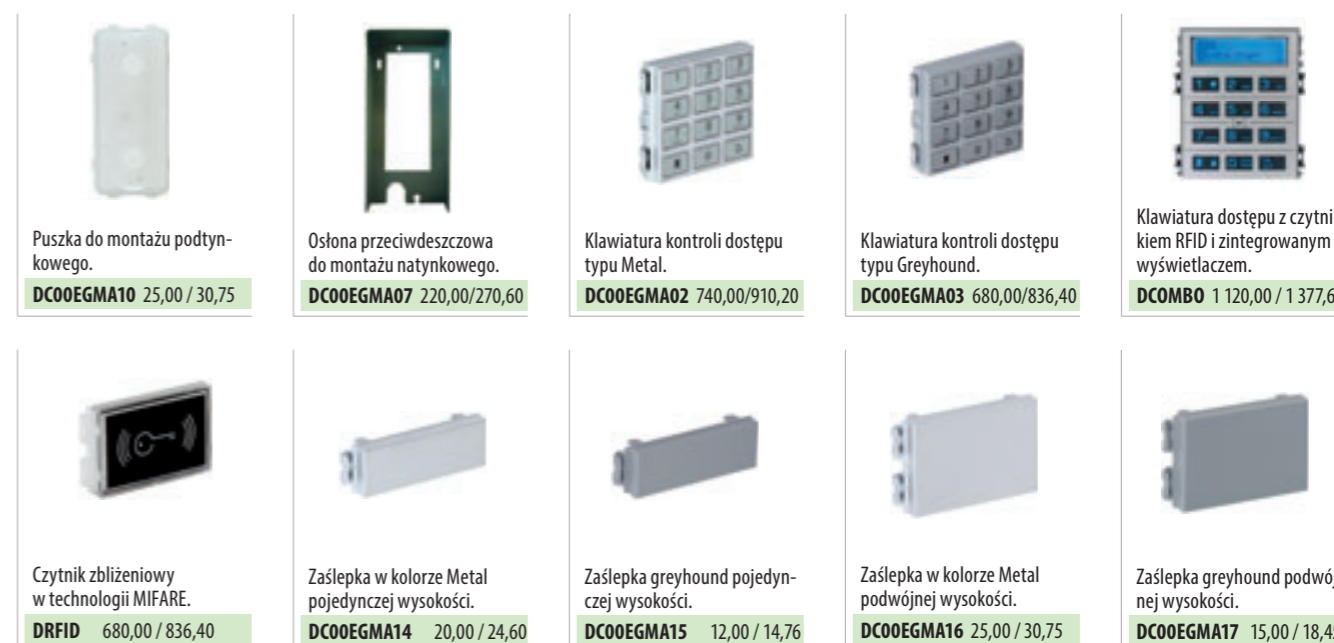 Puszka do montażu podtyn-
kowego.
DC00EGMA10 25,00 / 30,75
Osłona przeciwdeszczowa
do montażu natynkowego.
DC00EGMA07 220,00/270,60
Klawiatura kontroli dostępu
typu Metal.
DC00EGMA02 740,00/910,20
Klawiatura kontroli dostępu
typu Greyhound.
DC00EGMA03 680,00/836,40
Klawiatura dostępu z czytni
kiem RFID i zintegrowanym
wyświetlaczem.
DCOMBO 1 120,00 / 1 377,6
Czytnik zbliżeniowy
w technologii MIFARE.
DRFID 680,00 / 836,40
Zaślepka w kolorze Metal
pojedynczej wysokości.
DC00EGMA14 20,00 / 24,60
Zaślepka greyhound pojedyn-
czej wysokości.
DC00EGMA15 12,00 / 14,76
Zaślepka w kolorze Metal
podwójnej wysokości.
DC00EGMA16 25,00 / 30,75
Zaślepka greyhound podwój
nej wysokości.
DC00EGMA17 15,00 / 18,4